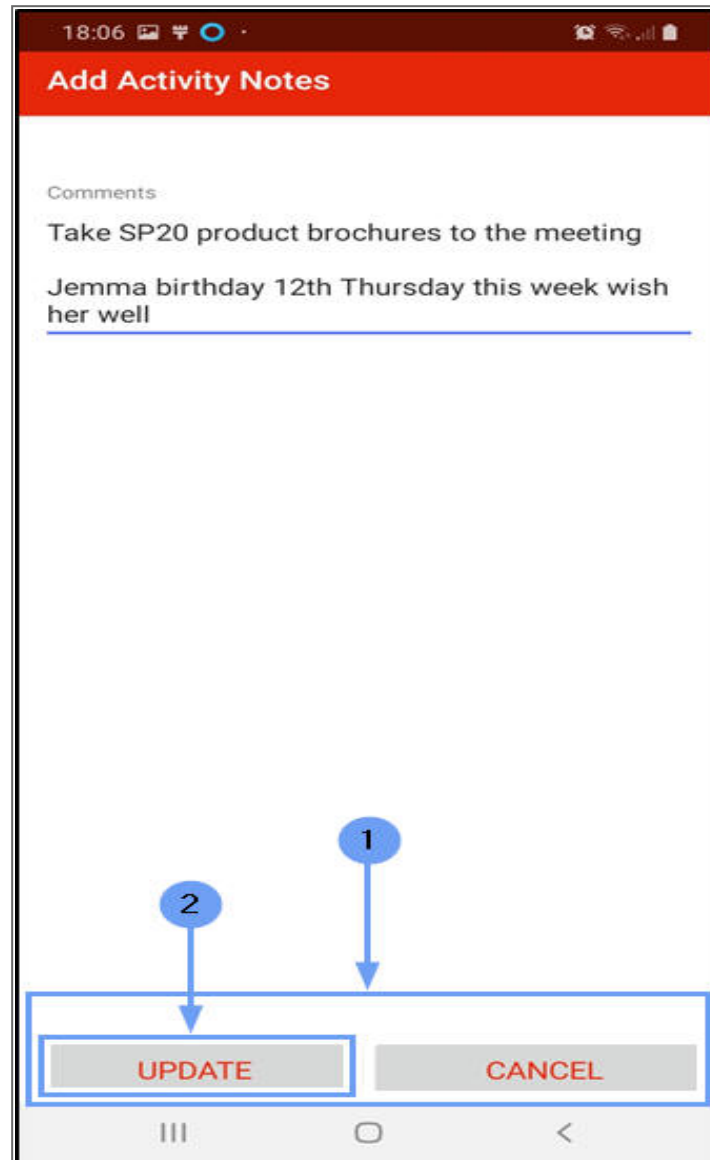 18:06
Add Activity Notes
Comments
Take SP20 product brochures to the meeting
Jemma birthday 12th Thursday this week wish
her well
1
2
UPDATE
CANCEL